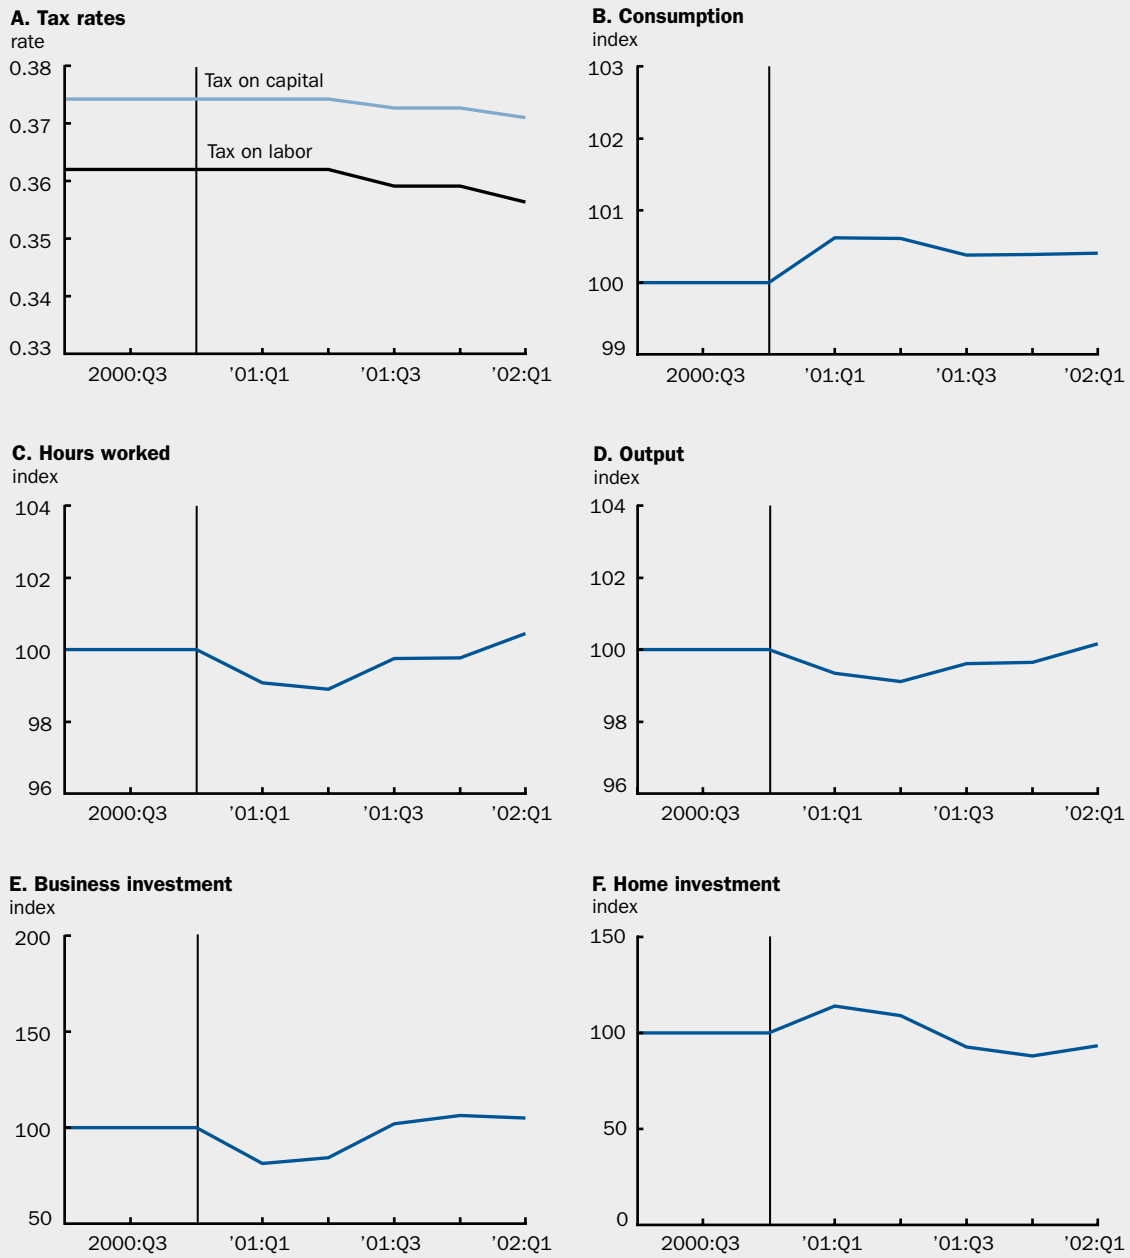 A. Tax rates
rate
0.38
0.37
0.36
0.35
0.34
0.33
Tax on capital
Tax on labor
2000:Q3 ’01:Q1 ’01:Q3 ’02:Q1
B. Consumption
index
103
102
101
100
99
2000:Q3 ’01:Q1 ’01:Q3 ’02:Q1
C. Hours worked
index
104
102
100
98
96
2000:Q3 ’01:Q1 ’01:Q3 ’02:Q1
D. Output
index
104
102
100
98
96
2000:Q3 ’01:Q1 ’01:Q3 ’02:Q1
E. Business investment
index
200
150
100
50
2000:Q3 ’01:Q1 ’01:Q3 ’02:Q1
F. Home investment
index
150
100
50
0
2000:Q3 ’01:Q1 ’01:Q3 ’02:Q1